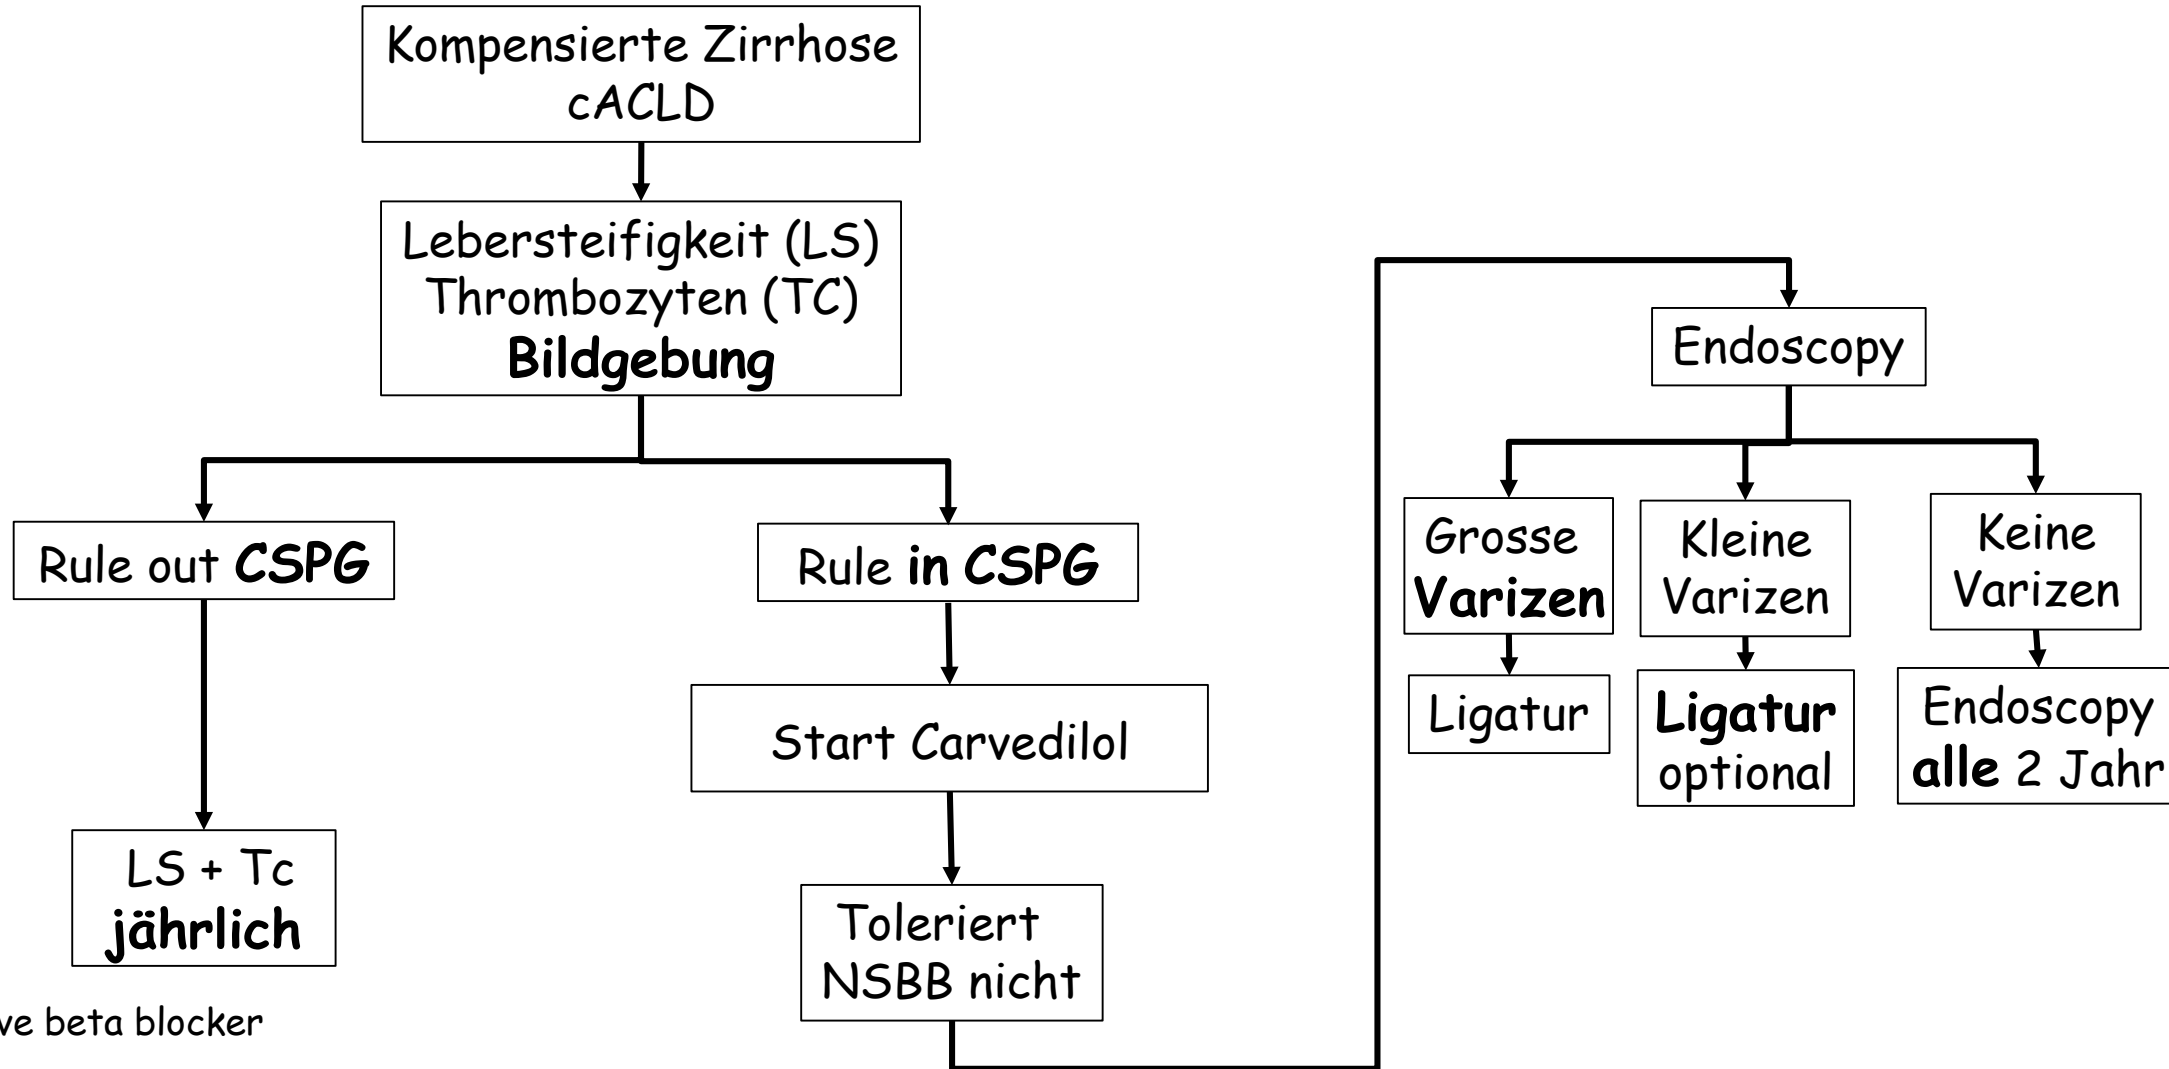 Kompensierte Zirrhose
cACLD
Lebersteifigkeit (LS)
Thrombozyten (TC)
Bildgebung
Rule out CSPG
Rule in CSPG
Start Carvedilol
LS + Tc
jährlich
Toleriert
NSBB nicht
ve beta blocker
Endoscopy
Grosse
Varizen
Kleine
Varizen
Keine
Varizen
Ligatur
Ligatur
optional
Endoscopy
alle 2 Jahr